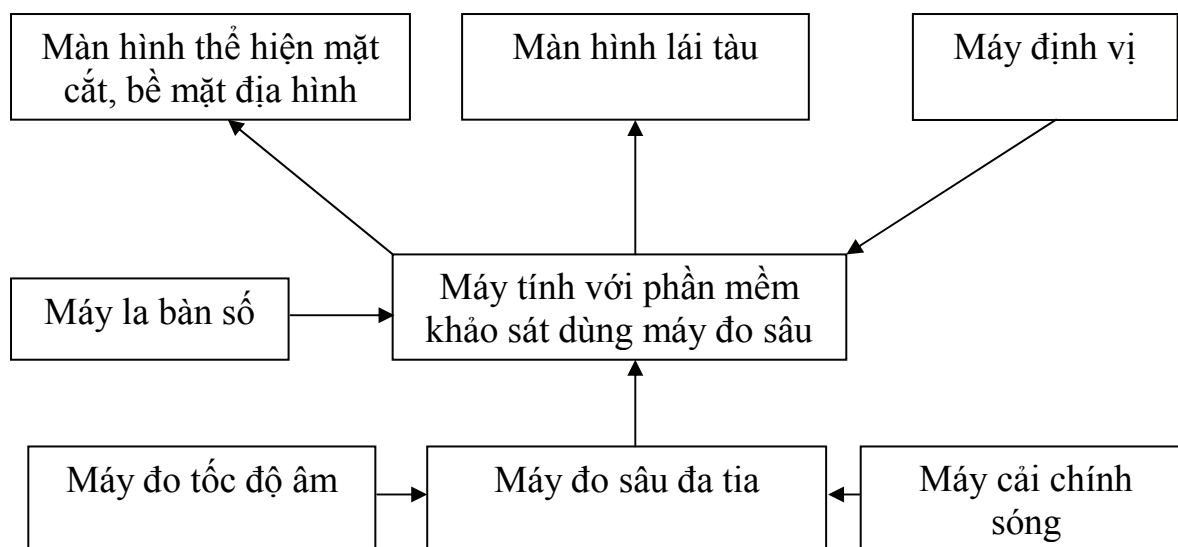 Màn hình thể hiện mặt
cắt, bề mặt địa hình
Màn hình lái tàu
Máy định vị
Máy la bàn số
Máy tính với phần mềm
khảo sát dùng máy đo sâu
Máy đo tốc độ âm
Máy đo sâu đa tia
Máy cải chính
sóng